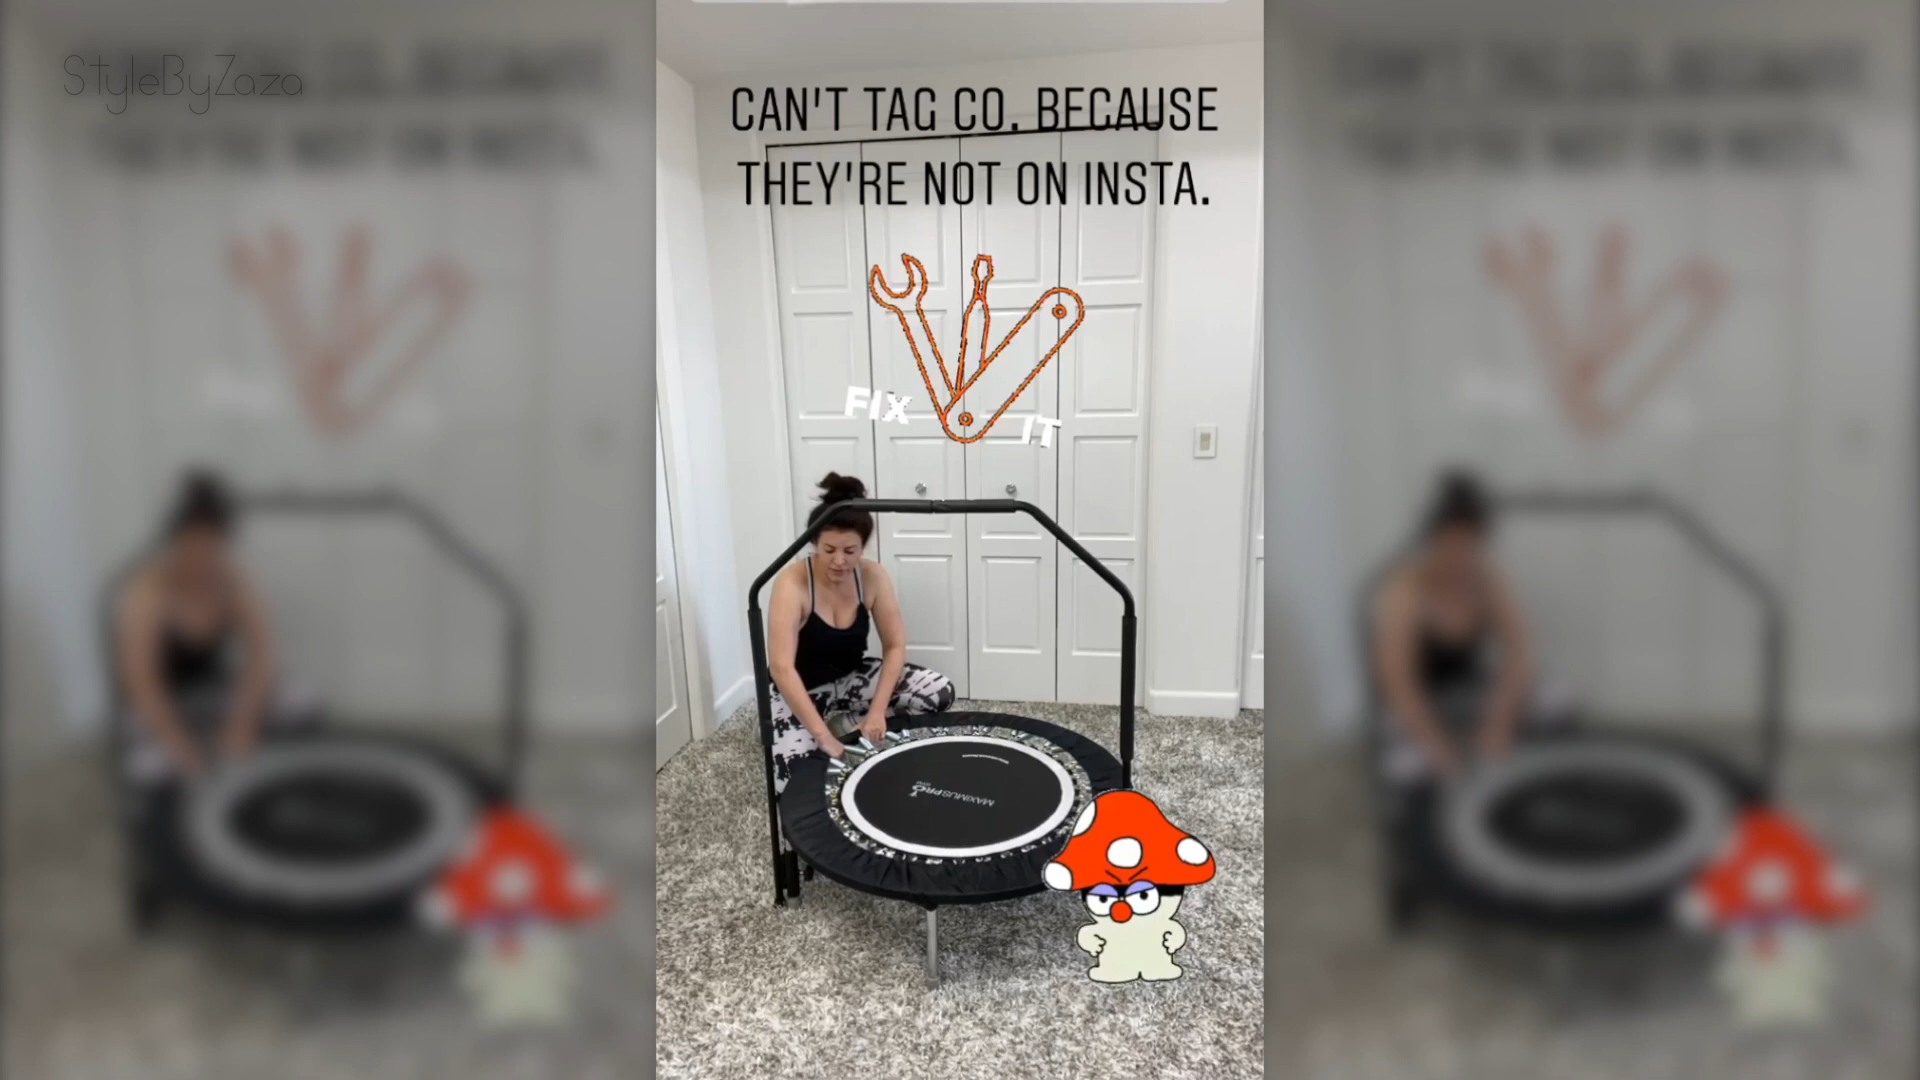 StyleByZaza
CAN'T TAG CO. BECAUSE
THEY'RE NOT ON INSTA.
FIX
IT
MAXIMUSPRO